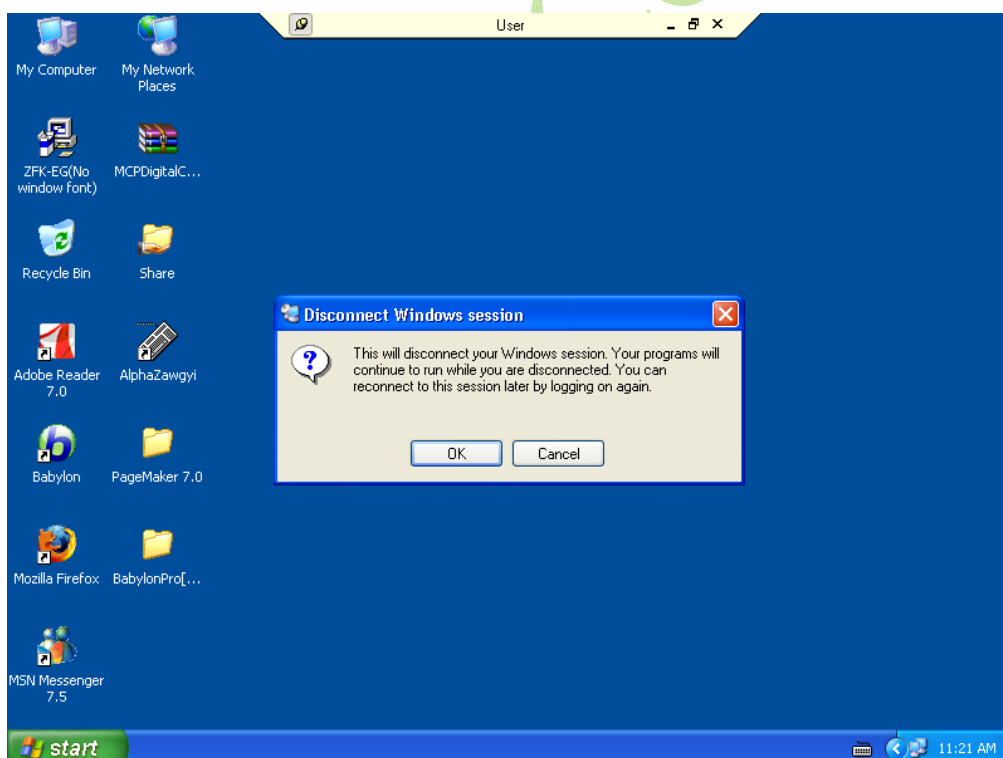 User
My Computer
My Network
Places
ZFK-EG(No
window font)
MCPDigitalC...
Recycle Bin
Share
Disconnect Windows session
This will disconnect your Windows session. Your programs will
continue to run while you are disconnected. You can
reconnect to this session later by logging on again.
OK
Cancel
Adobe Reader
7.0
AlphaZawgyi
Babylon
PageMaker 7.0
Mozilla Firefox
BabylonPro[...
MSN Messenger
7.5
start
11:21 AM